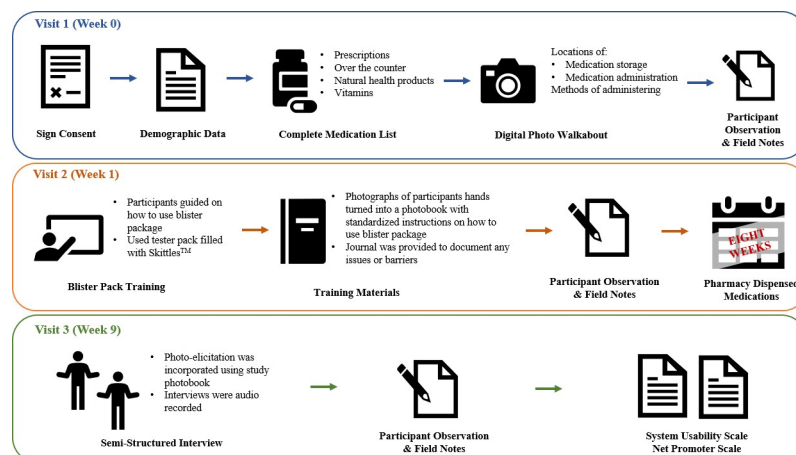 Visit 1 (Week 0)
Sign Consent
Demographic Data
• Prescriptions
• Over the counter
• Natural health products
• Vitamins
Complete Medication List
Locations of:
• Medication storage
• Medication administration
Methods of administering
Digital Photo Walkabout
Participant
Observation
& Field Notes
Visit 2 (Week 1)
• Participants guided on
how to use blister
package
• Used tester pack filled
with Skittles™
Blister Pack Training
• Photographs of participants hands
turned into a photobook with
standardized instructions on how to
use blister package
• Journal was provided to document any
issues or barriers
Training Materials
Participant Observation
& Field Notes
EIGHT
WEEKS
Pharmacy Dispensed
Medications
Visit 3 (Week 9)
• Photo-elicitation was
incorporated using study
photobook
• Interviews were audio
recorded
Semi-Structured Interview
Participant Observation
& Field Notes
System Usability Scale
Net Promoter Scale